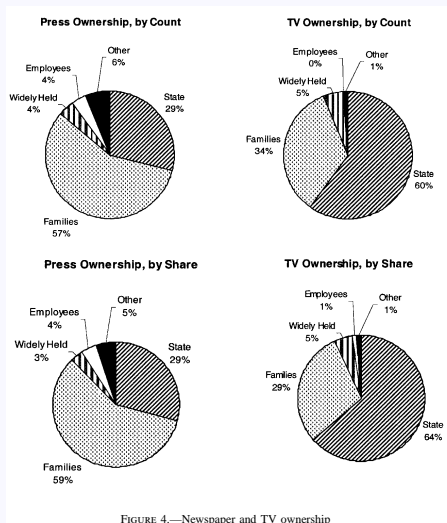 Press Ownership, by Count
Other
6%
Employees
4%
Widely Held
4%
State
29%
Families
57%
TV Ownership, by Count
Employees
0%
Other
1%
Widely Held
5%
Families
34%
State
60%
Press Ownership, by Share
Other
5%
Employees
4%
Widely Held
3%
State
29%
Families
59%
TV Ownership, by Share
Employees
1%
Other
1%
Widely Held
5%
Families
29%
State
64%
FIGURE 4.—Newspaper and TV ownership